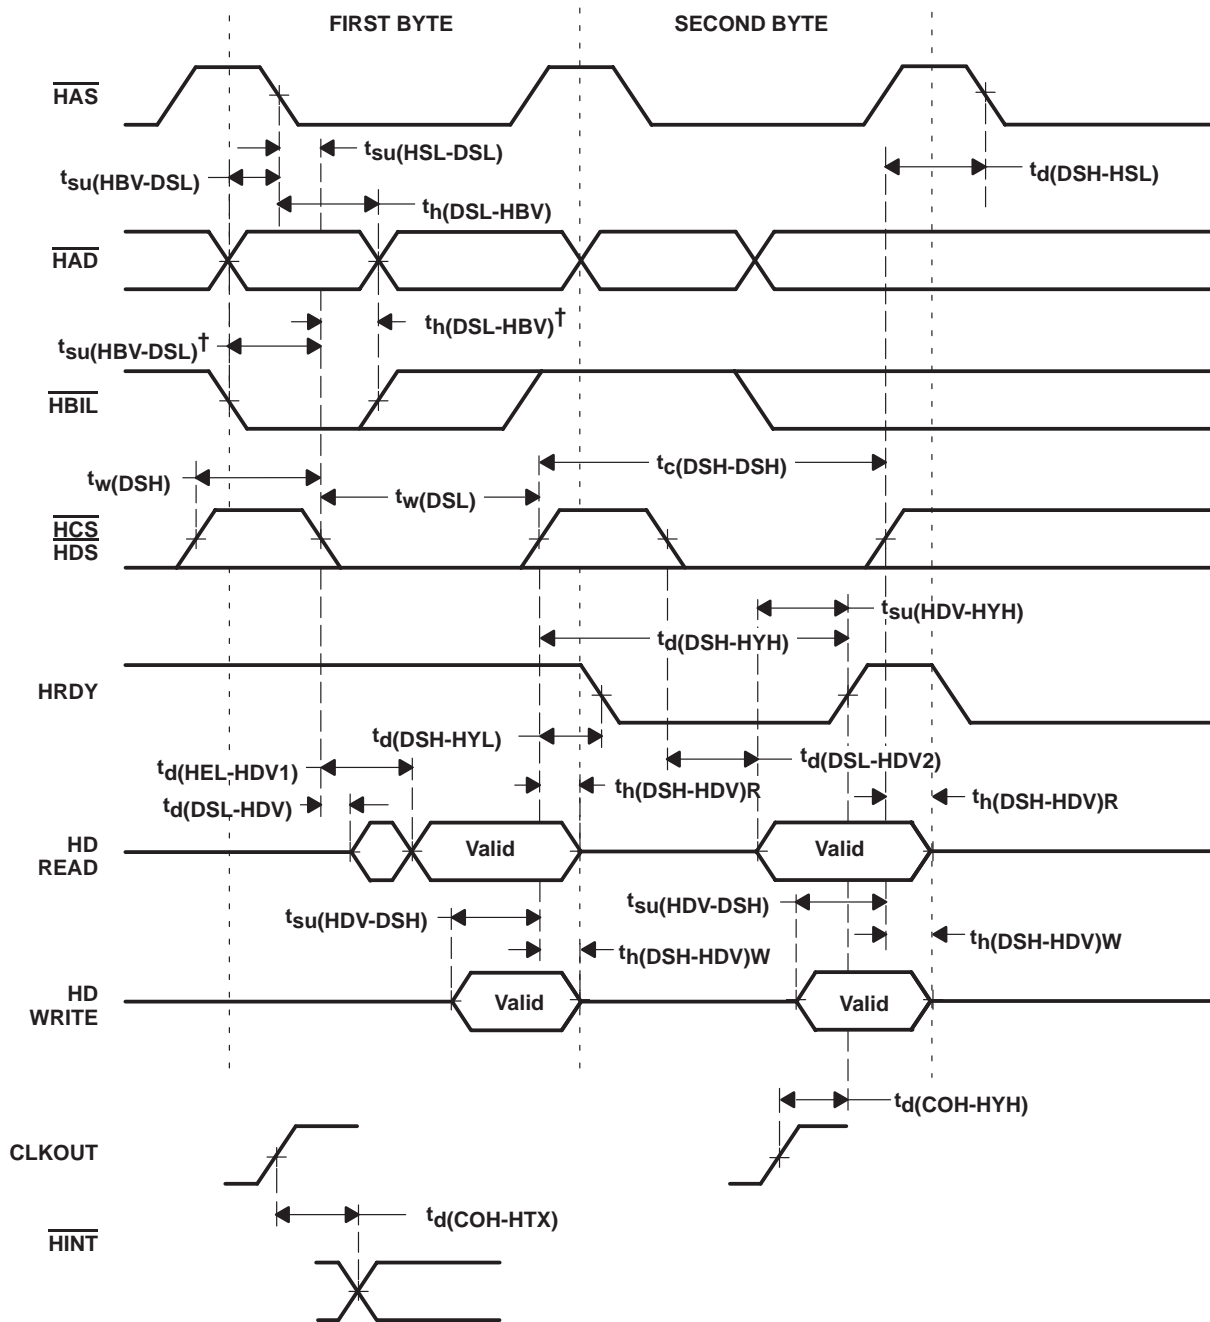 FIRST BYTE SECOND BYTE
HAS
tsu(HSL-DSL)
tsu(HBV-DSL)
td(DSH-HSL)
th(DSL-HBV)
HAD
th(DSL-HBV)†
tsu(HBV-DSL)†
HBIL
tc(DSH-DSH)
tw(DSH)
tw(DSL)
HCS
HDS
tsu(HDV-HYH)
td(DSH-HYH)
HRDY
td(DSH-HYL)
td(DSL-HDV2)
td(HEL-HDV1)
th(DSH-HDV)R
th(DSH-HDV)R
td(DSL-HDV)
HD
READ
Valid
Valid
tsu(HDV-DSH)
tsu(HDV-DSH)
th(DSH-HDV)W
th(DSH-HDV)W
HD
WRITE
Valid
Valid
td(COH-HYH)
CLKOUT
td(COH-HTX)
HINT